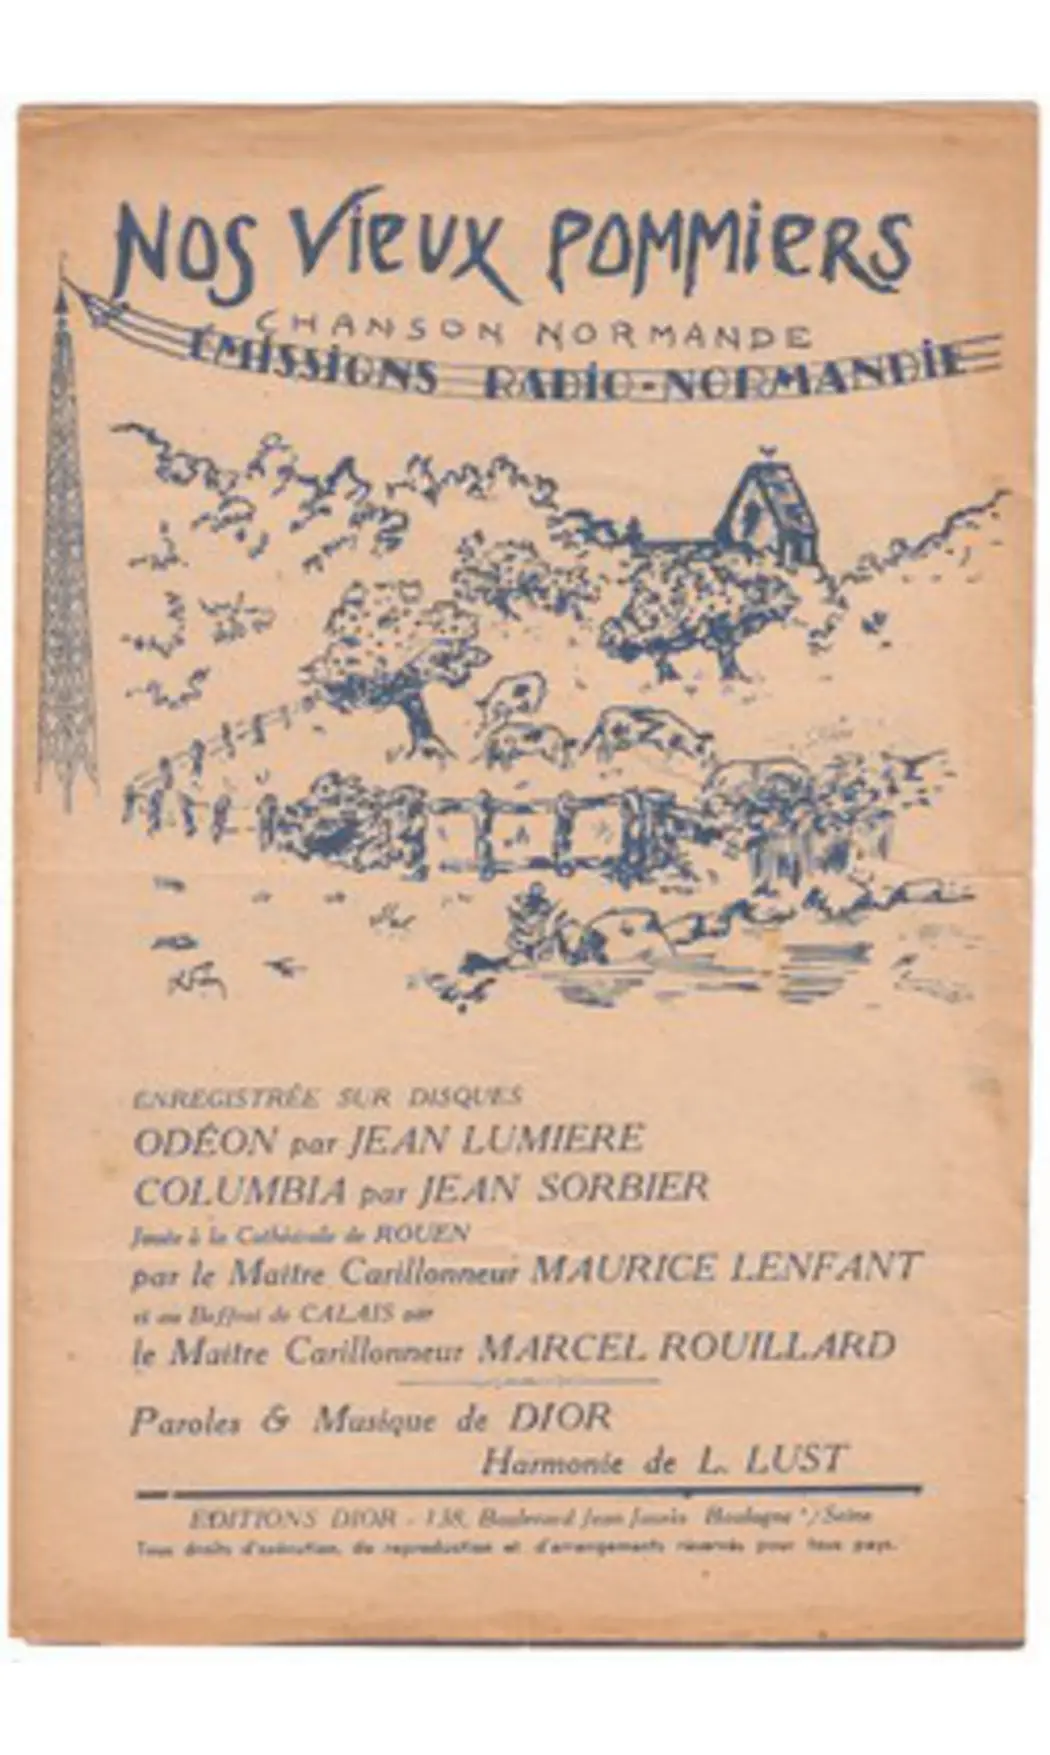 NOS VIEUX POMMIERS
CHANSON NORMANDE
ÉMISSIONS RADIO-NORMANDIE
ENREGISTRÉE SUR DISQUES
ODÉON par JEAN LUMIERE
COLUMBIA par JEAN SORBIER
Jouée à la Cathédrale de ROUEN
par le Maitre Carillonneur MAURICE LENFANT
et au Beffroi de CALAIS par
le Maitre Carillonneur MARCEL ROUILLARD
Paroles & Musique de DIOR
Harmonie de L. LUST
EDITIONS DIOR - 138, Boulevard Jean Jaurès Boulogne s/Seine
Tous droits d'exécution, de reproduction et d'arrangements réservés pour tous pays.